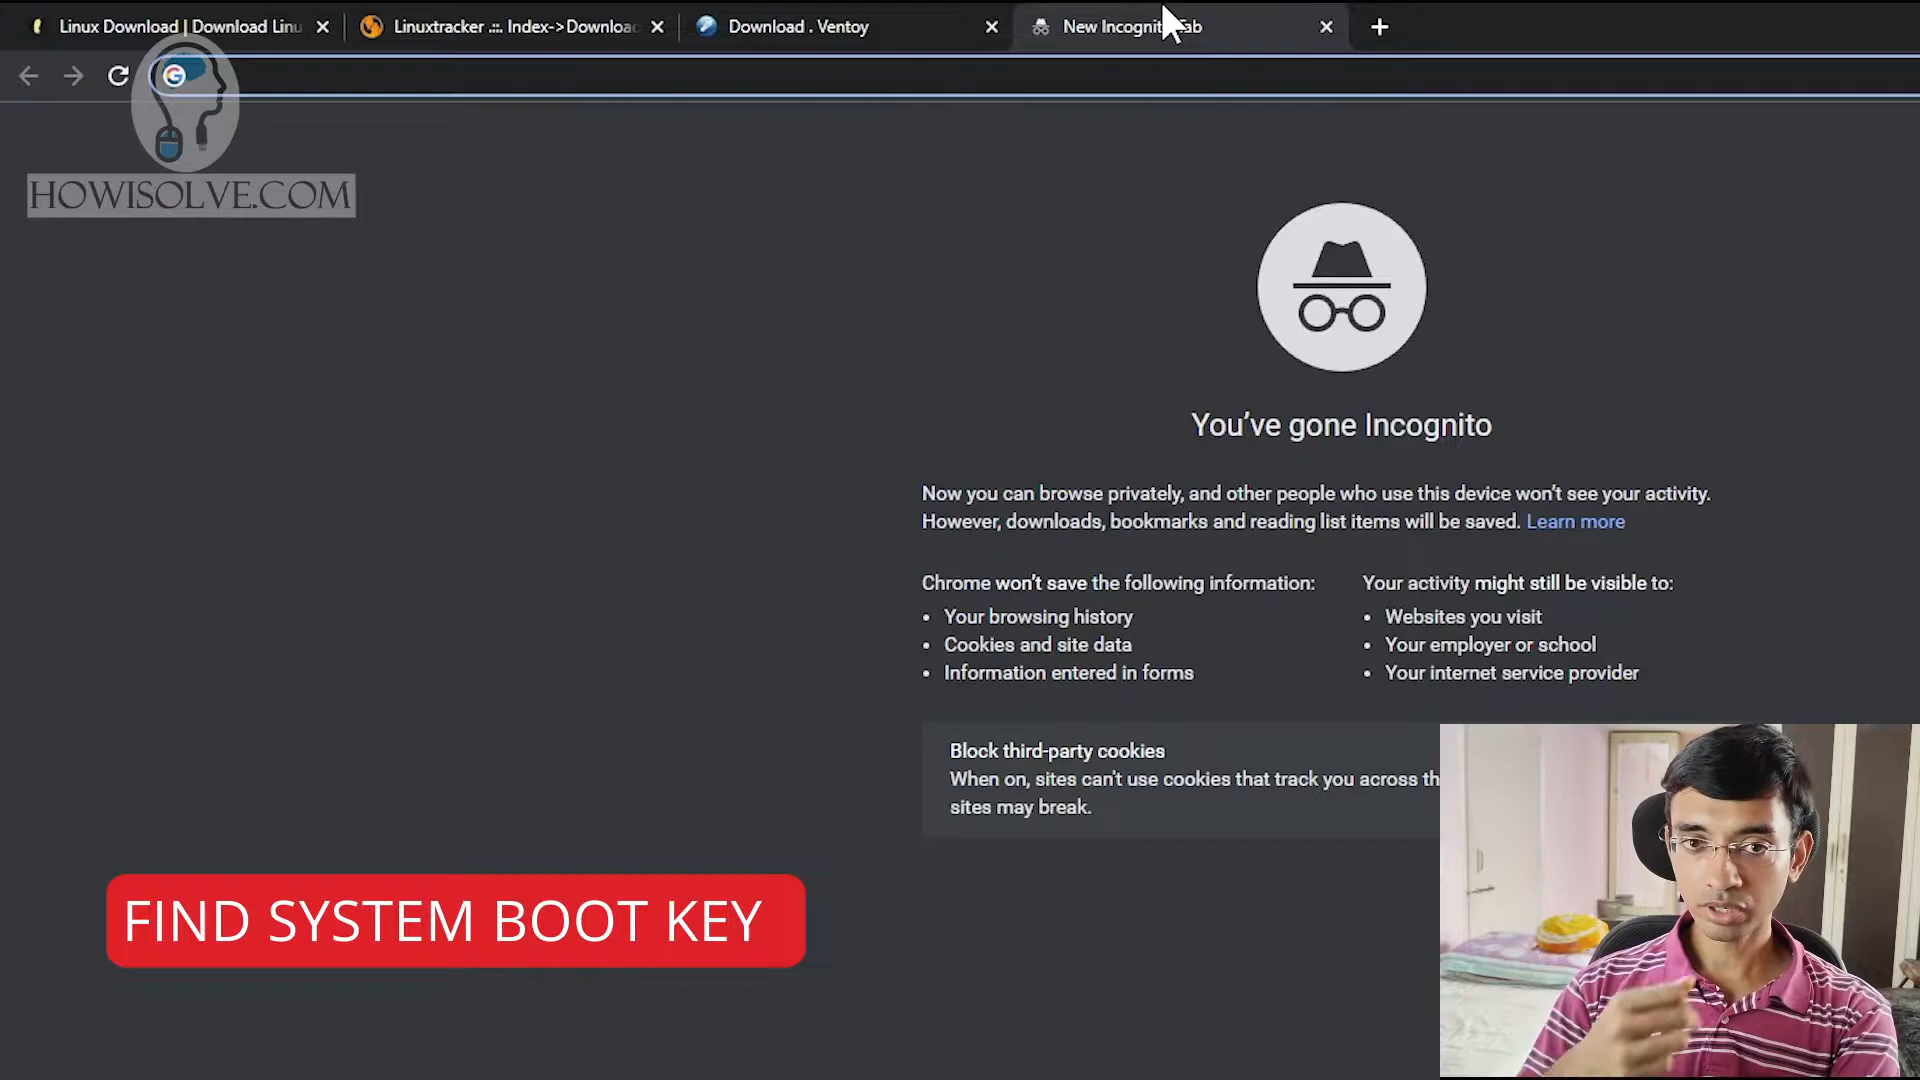 Linux Download | Download Linu
Linuxtracker .::. Index->Downloac
Download . Ventoy
New Incognit ab
HOWISOLVE.COM
You've gone Incognito
Now you can browse privately, and other people who use this device won't see your activity.
However, downloads, bookmarks and reading list items will be saved. Learn more
Chrome won't save the following information:
Your browsing history
Cookies and site data
Information entered in forms
Your activity might still be visible to:
Websites you visit
Your employer or school
Your internet service provider
Block third-party cookies
When on, sites can't use cookies that track you across th
sites may break.
FIND SYSTEM BOOT KEY